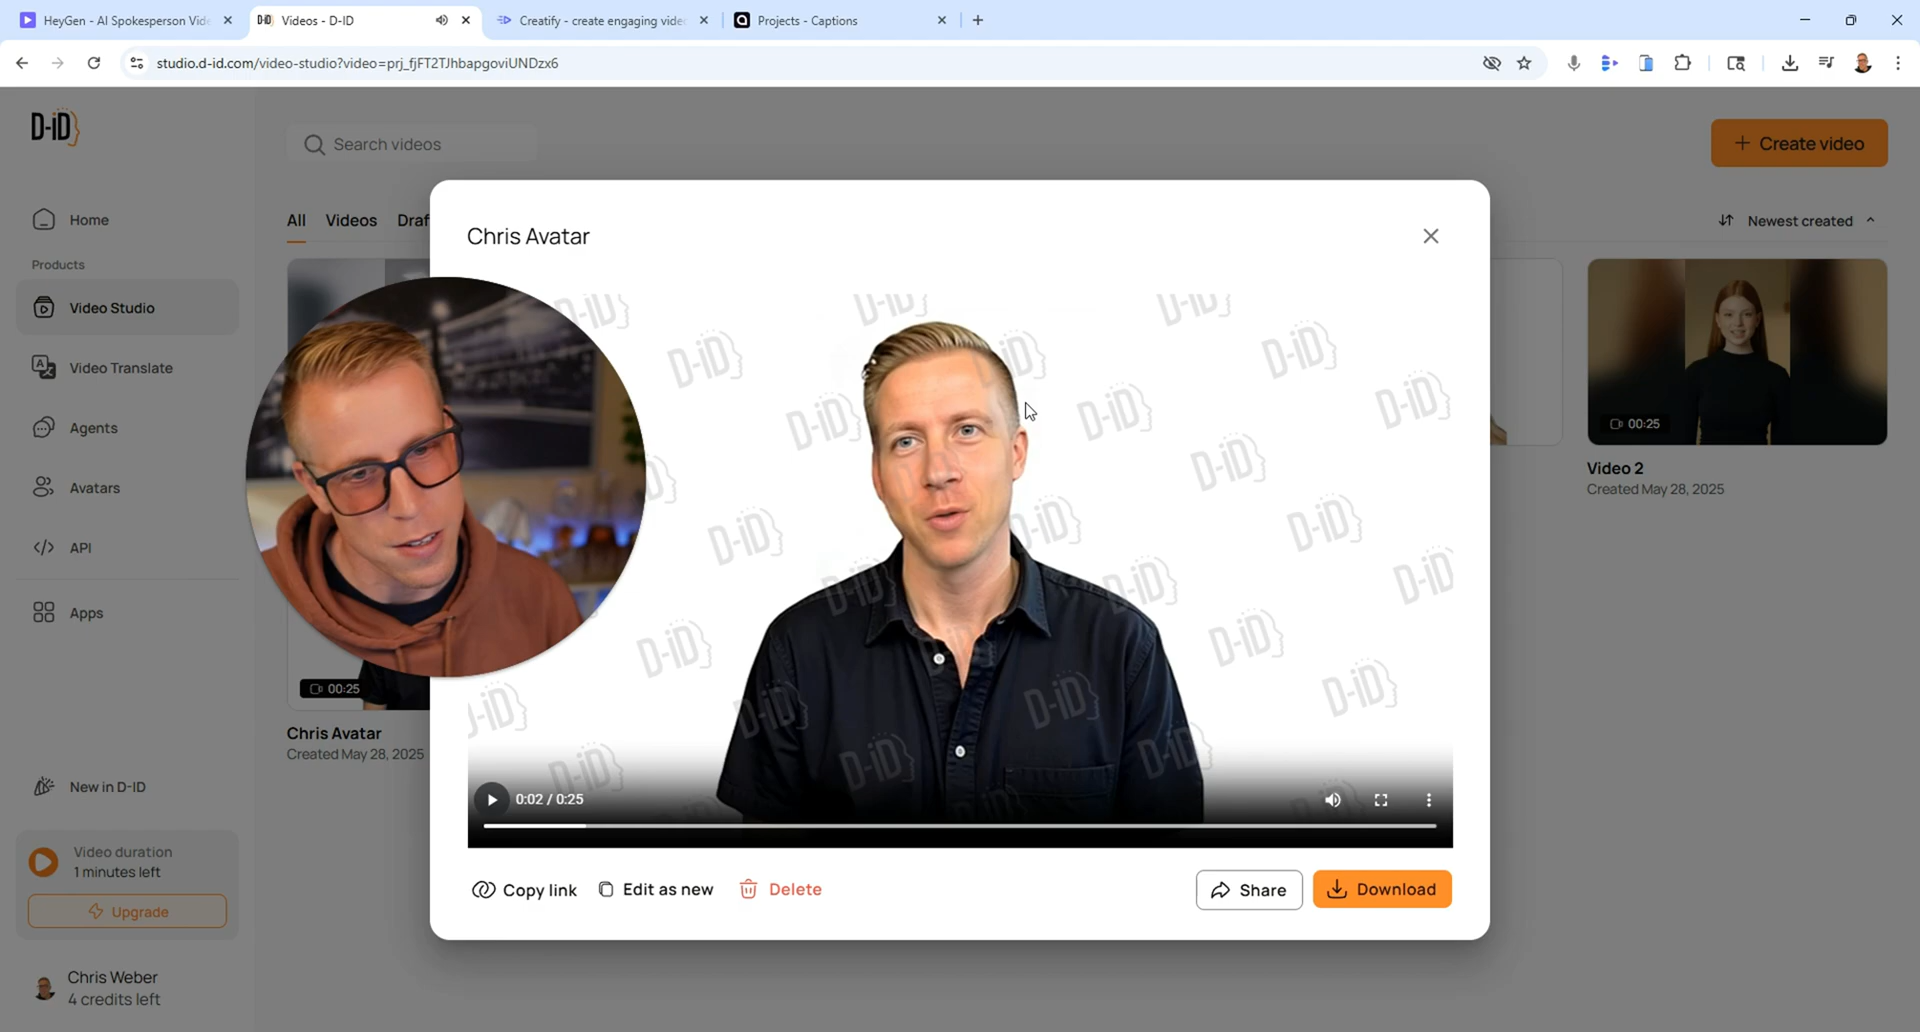 HeyGen - AI Spokesperson Vide
Videos - D-ID
Creatify - create engaging vide
Projects - Captions
studio.d-id.com/video-studio?video=prj_fjFT2TJhbapgoviUNDzx6
D-iD
Search videos
+ Create video
Home
All Videos Draf
Newest created
Products
Video Studio
Video Translate
Agents
Avatars
API
Apps
Chris Avatar
D-iD
00:25
Video 2
Created May 28, 2025
00:25
Chris Avatar
Created May 28, 2025
0:02 / 0:25
New in D-ID
Video duration
1 minutes left
Upgrade
Copy link
Edit as new
Delete
Share
Download
Chris Weber
4 credits left